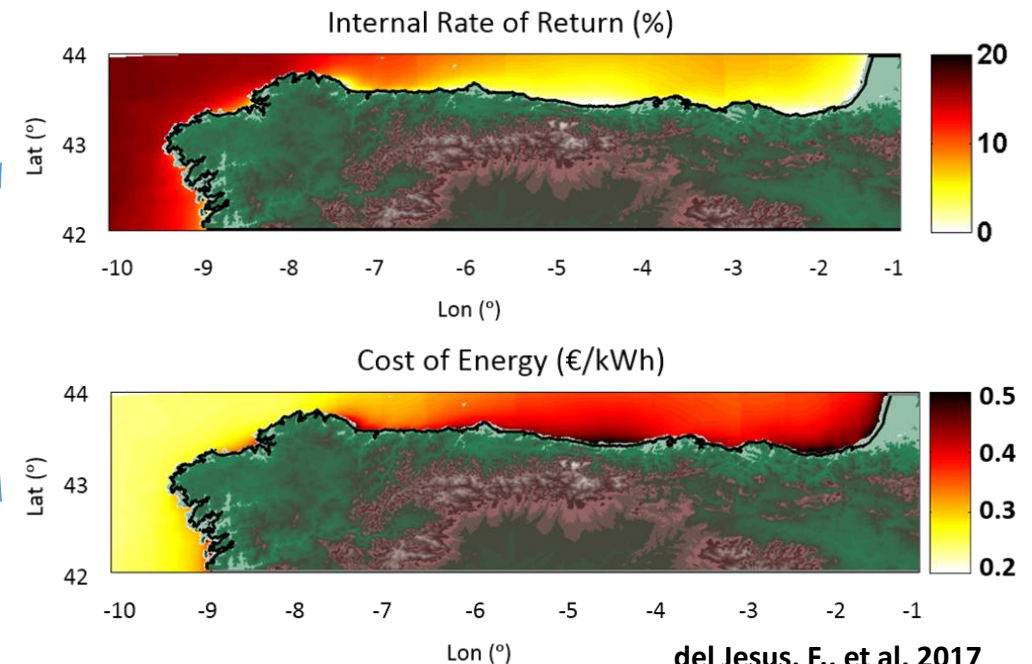 Internal Rate of Return (%)
44
43
42
Lat (º)
-10 -9 -8 -7 -6 -5 -4 -3 -2 -1
Lon (º)
20
10
0
Cost of Energy (€/kWh)
44
43
42
Lat (º)
-10 -9 -8 -7 -6 -5 -4 -3 -2 -1
Lon (º)
0.5
0.4
0.3
0.2
del Jesus, F., et al. 2017